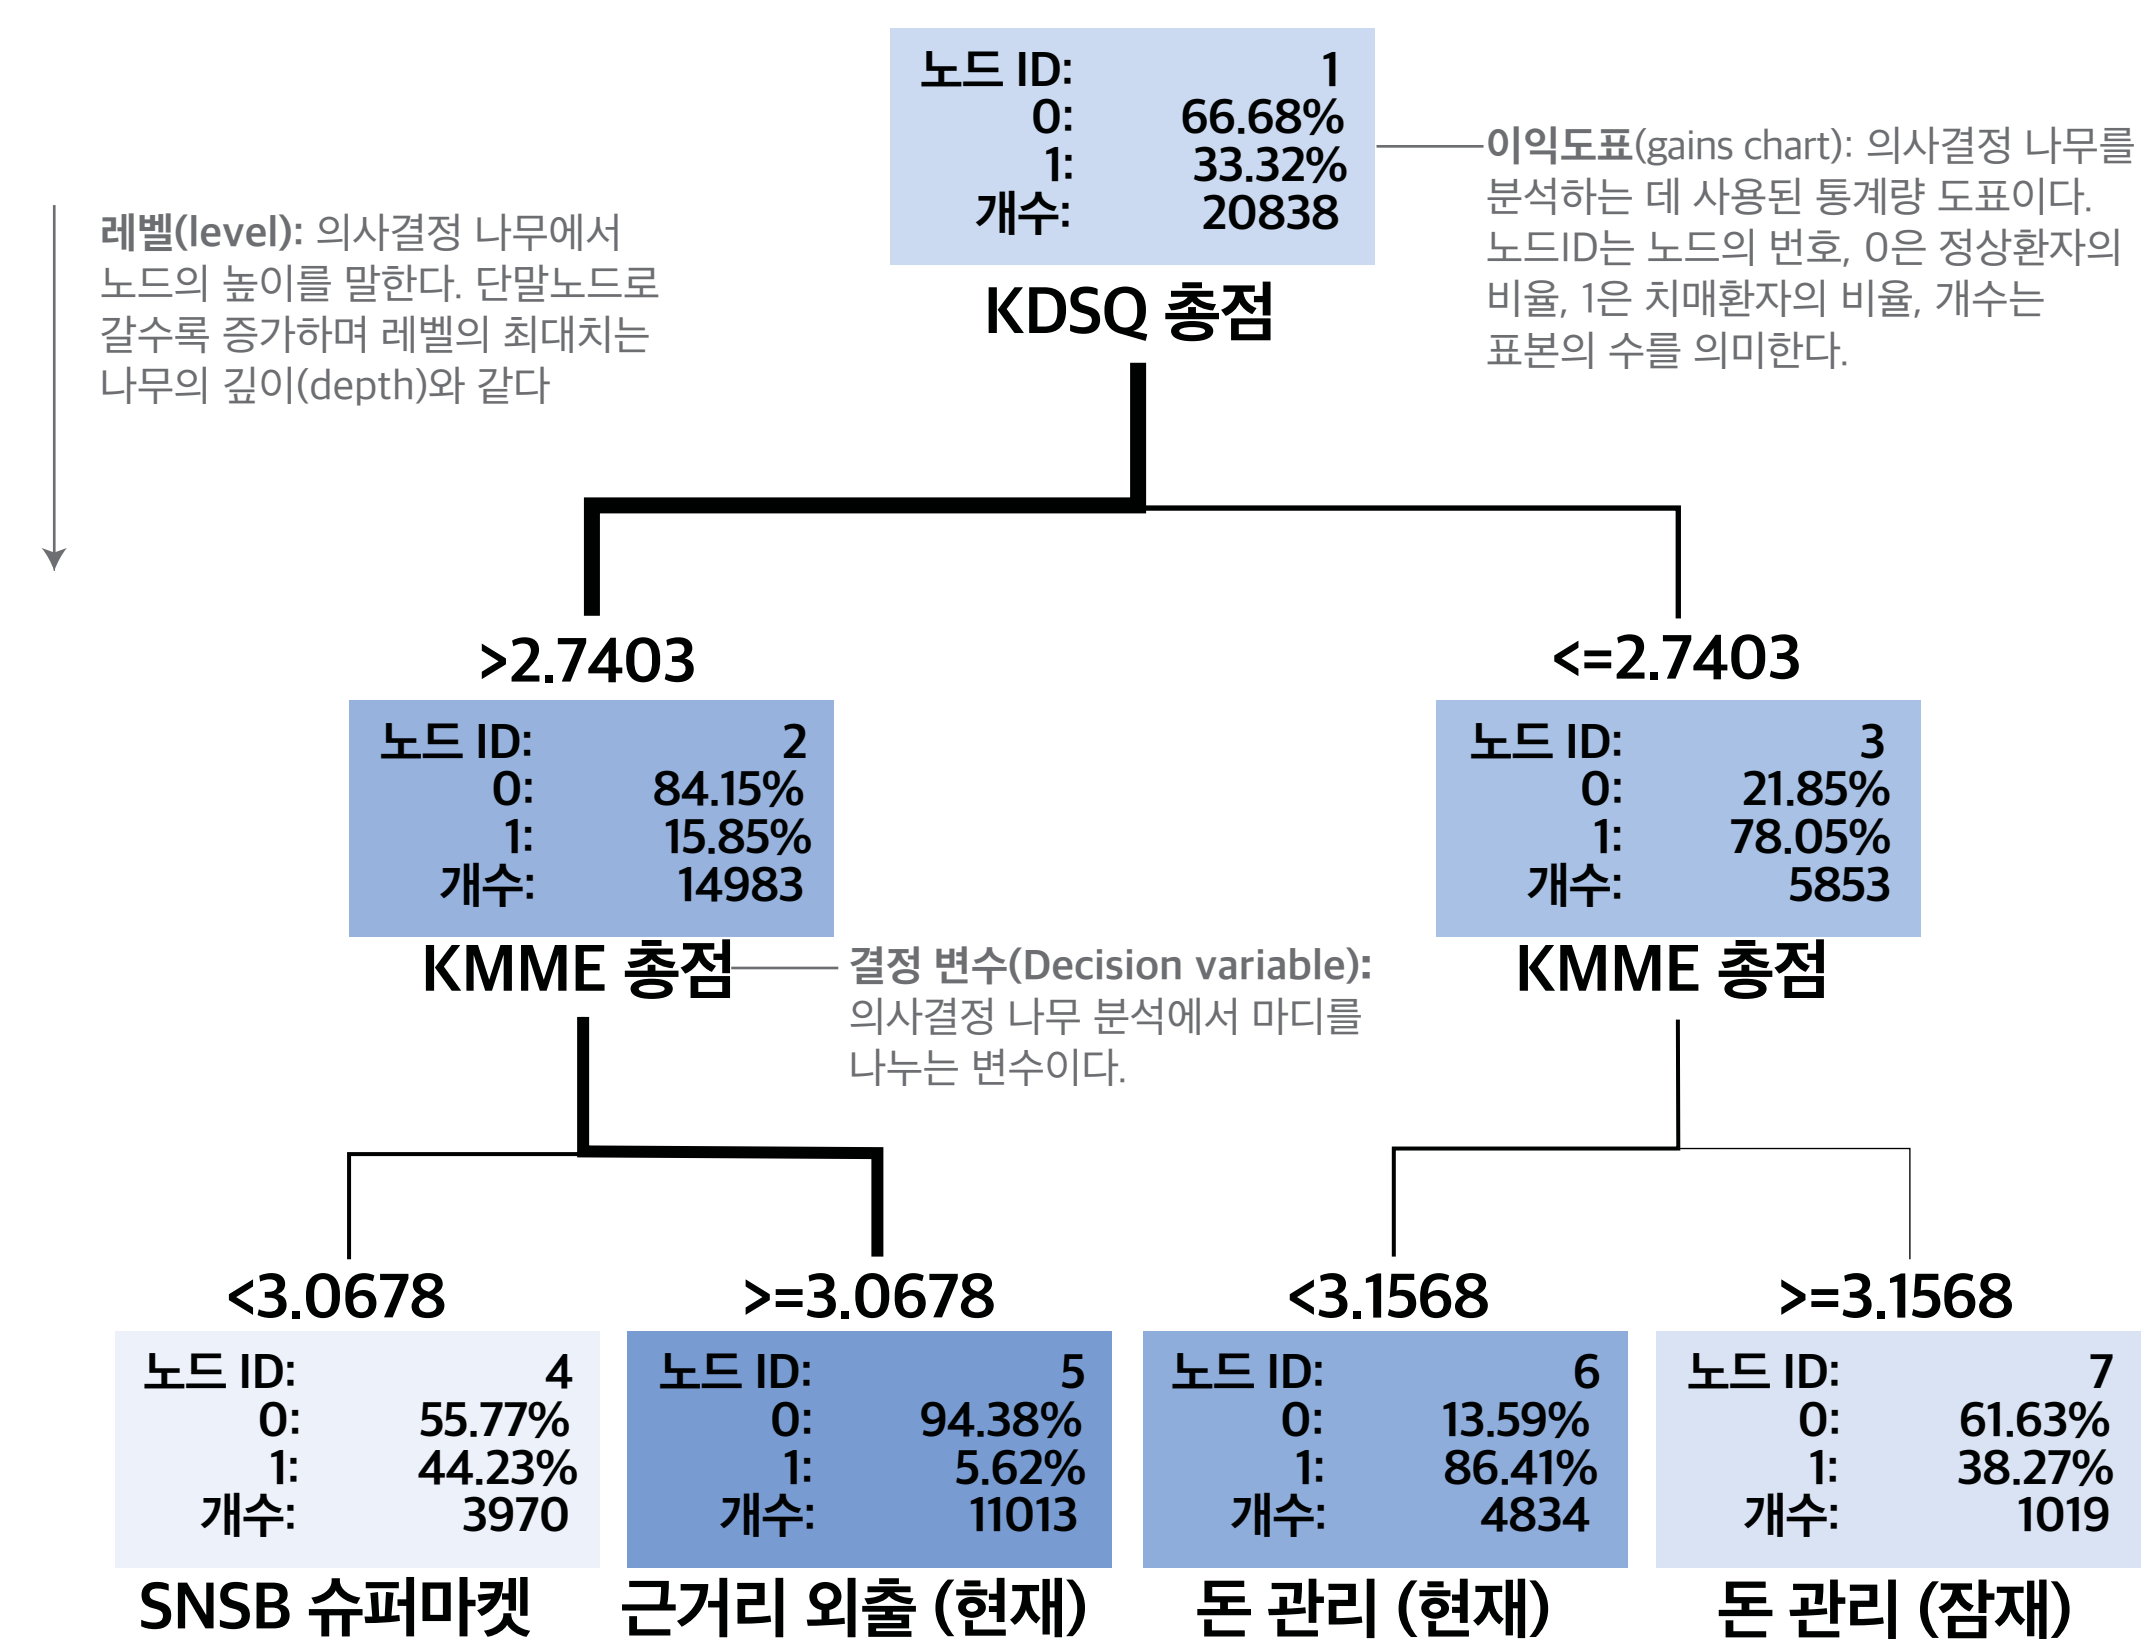 노드 ID: 1
0: 66.68%
1: 33.32%
개수: 20838
KDSQ 총점
이익도표(gains chart): 의사결정 나무를
분석하는 데 사용된 통계량 도표이다.
노드ID는 노드의 번호, 0은 정상환자의
비율, 1은 치매환자의 비율, 개수는
표본의 수를 의미한다.
레벨(level): 의사결정 나무에서
노드의 높이를 말한다. 단말노드로
갈수록 증가하며 레벨의 최대치는
나무의 깊이(depth)와 같다
>2.7403
노드 ID: 2
0: 84.15%
1: 15.85%
개수: 14983
KMME 총점
<=2.7403
노드 ID: 3
0: 21.85%
1: 78.05%
개수: 5853
KMME 총점
결정 변수(Decision variable):
의사결정 나무 분석에서 마디를
나누는 변수이다.
<3.0678
노드 ID: 4
0: 55.77%
1: 44.23%
개수: 3970
SNSB 슈퍼마켓
>=3.0678
노드 ID: 5
0: 94.38%
1: 5.62%
개수: 11013
근거리 외출 (현재)
<3.1568
노드 ID: 6
0: 13.59%
1: 86.41%
개수: 4834
돈 관리 (현재)
>=3.1568
노드 ID: 7
0: 61.63%
1: 38.27%
개수: 1019
돈 관리 (잠재)